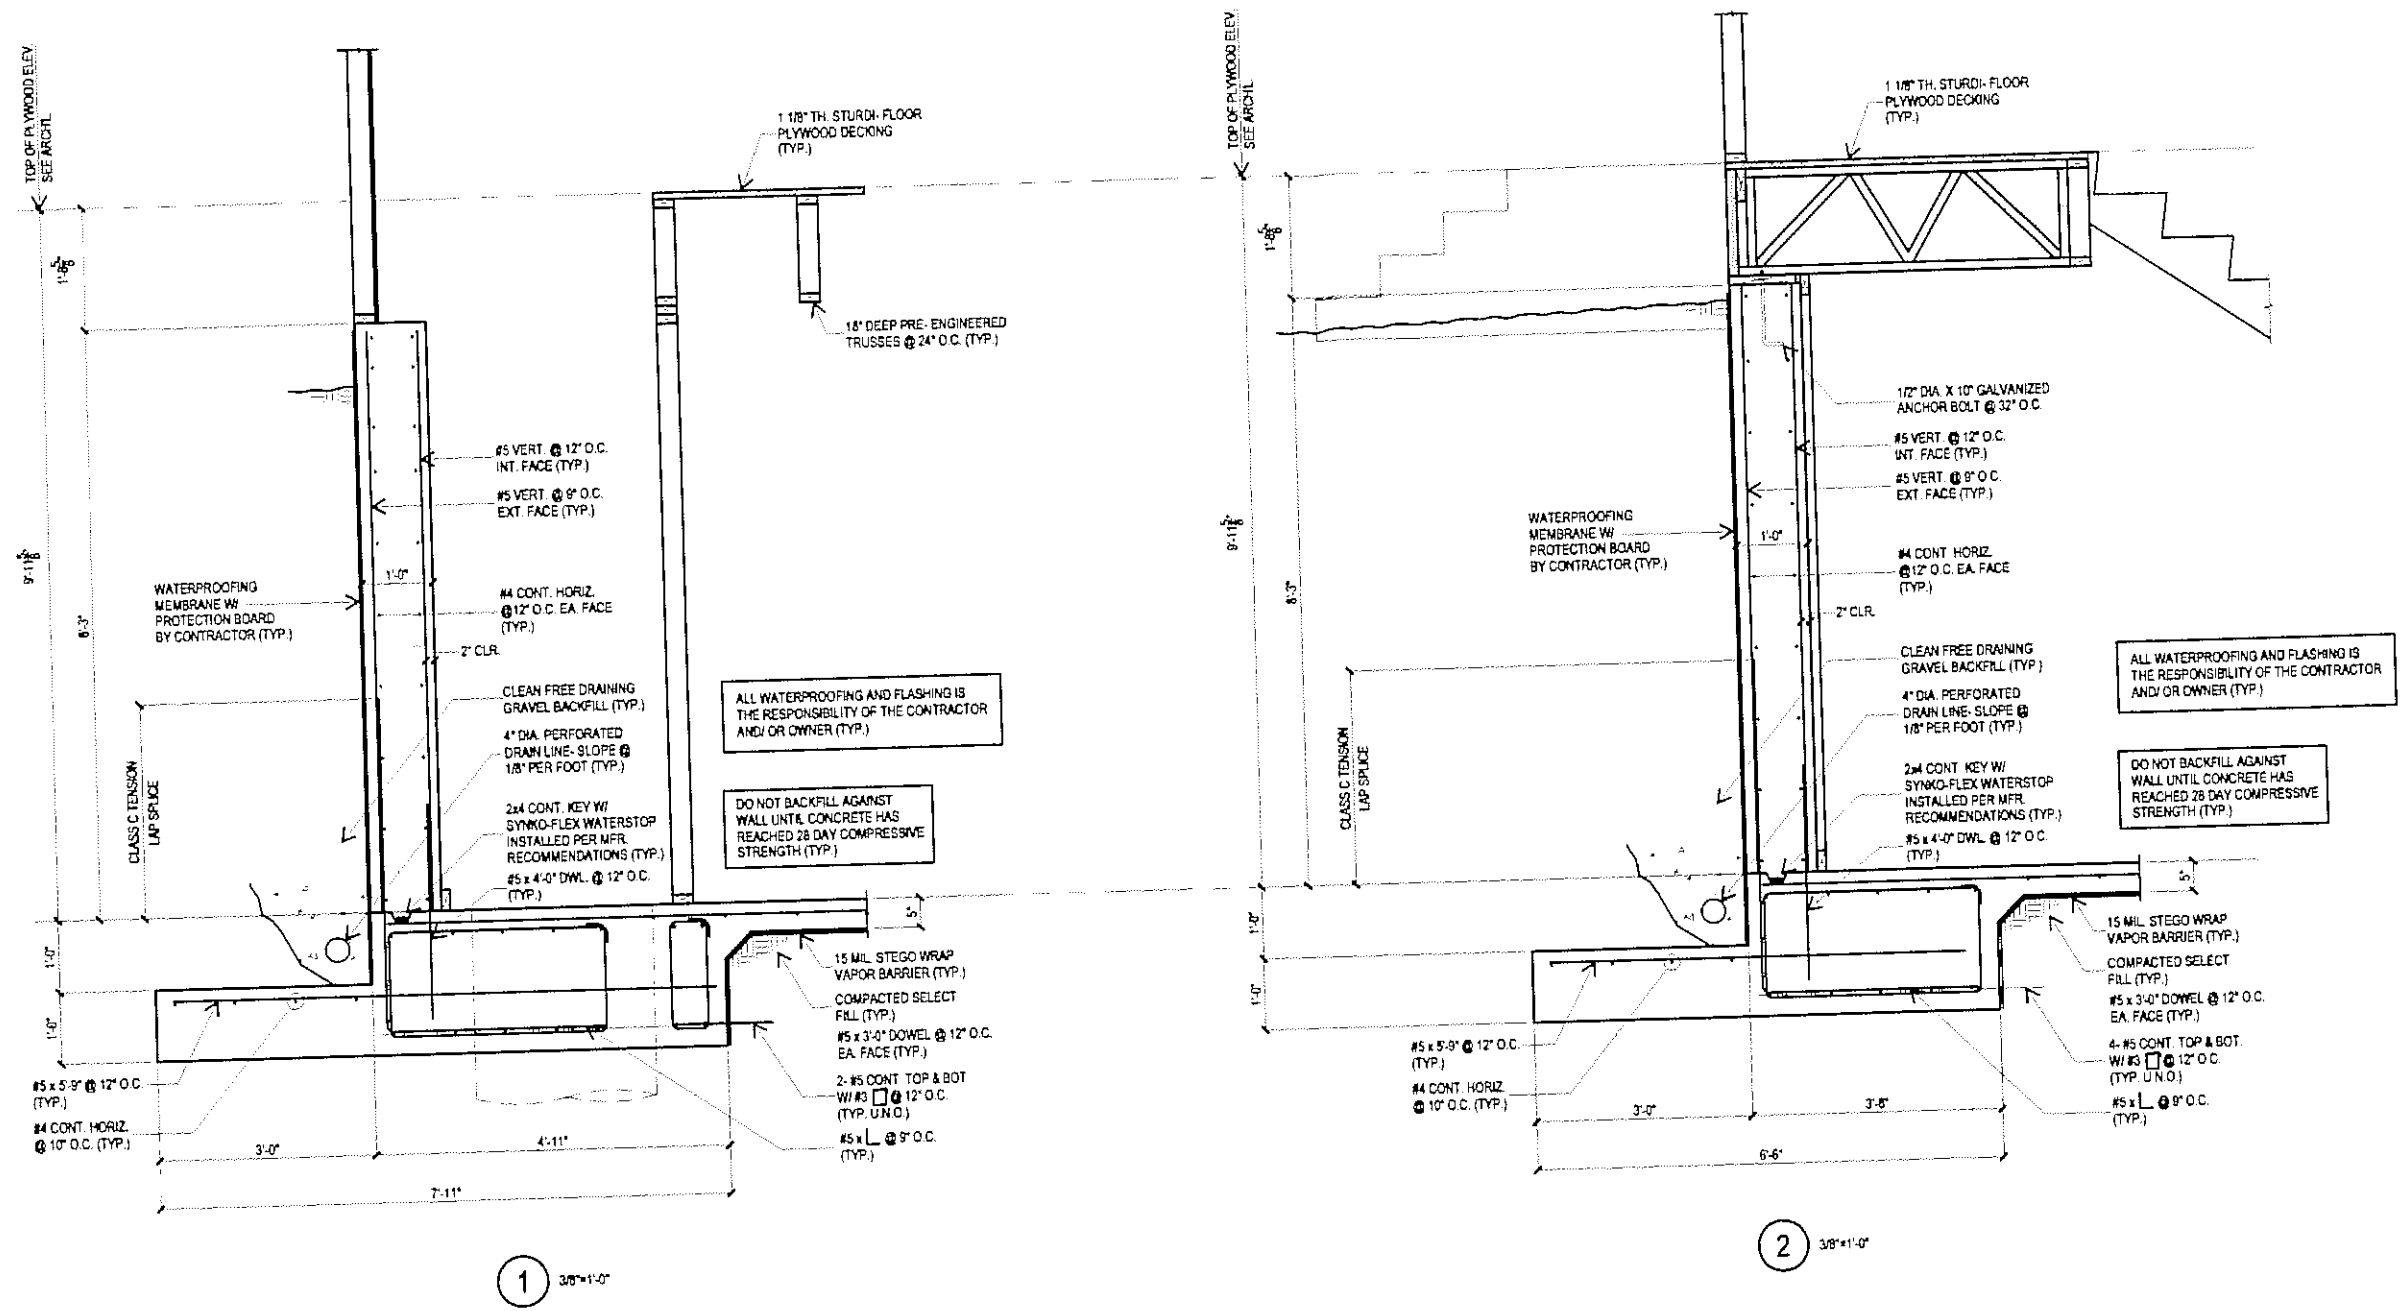 TOP OF PLYWOOD ELEV.
SEE ARCH'L
1 1/8" TH. STURDI- FLOOR
PLYWOOD DECKING
(TYP.)
1'-8 5/8"
18" DEEP PRE- ENGINEERED
TRUSSES @ 24" O.C. (TYP.)
#5 VERT. @ 12" O.C.
INT. FACE (TYP.)
#5 VERT. @ 9" O.C.
EXT. FACE (TYP.)
9'-11 5/8"
8'-3"
WATERPROOFING
MEMBRANE W/
PROTECTION BOARD
BY CONTRACTOR (TYP.)
1'-0"
#4 CONT. HORIZ.
@12" O.C. EA. FACE
(TYP.)
2" CLR.
CLEAN FREE DRAINING
GRAVEL BACKFILL (TYP.)
4" DIA. PERFORATED
DRAIN LINE- SLOPE @
1/8" PER FOOT (TYP.)
CLASS C TENSION
LAP SPLICE
2x4 CONT. KEY W/
SYNKO-FLEX WATERSTOP
INSTALLED PER MFR.
RECOMMENDATIONS (TYP.)
#5 x 4'-0" DWL. @ 12" O.C.
(TYP.)
ALL WATERPROOFING AND FLASHING IS
THE RESPONSIBILITY OF THE CONTRACTOR
AND/ OR OWNER (TYP.)
DO NOT BACKFILL AGAINST
WALL UNTIL CONCRETE HAS
REACHED 28 DAY COMPRESSIVE
STRENGTH (TYP.)
5"
1'-0"
1'-0"
15 MIL STEGO WRAP
VAPOR BARRIER (TYP.)
COMPACTED SELECT
FILL (TYP.)
#5 x 3'-0" DOWEL @ 12" O.C.
EA. FACE (TYP.)
2- #5 CONT TOP & BOT
W/ #3 @ 12" O.C.
(TYP. U.N.O.)
#5 x L @ 9" O.C.
(TYP.)
#5 x 5'-9" @ 12" O.C.
(TYP.)
#4 CONT. HORIZ.
@ 10" O.C. (TYP.)
3'-0"
4'-11"
7'-11"
1
3/8"=1'-0"
TOP OF PLYWOOD ELEV.
SEE ARCH'L
1 1/8" TH. STURDI- FLOOR
PLYWOOD DECKING
(TYP.)
1'-8 5/8"
1/2" DIA. X 10" GALVANIZED
ANCHOR BOLT @ 32" O.C.
#5 VERT. @ 12" O.C.
INT. FACE (TYP.)
#5 VERT. @ 9" O.C.
EXT. FACE (TYP.)
9'-11 5/8"
8'-3"
WATERPROOFING
MEMBRANE W/
PROTECTION BOARD
BY CONTRACTOR (TYP.)
1'-0"
#4 CONT HORIZ.
@12" O.C. EA. FACE
(TYP.)
2" CLR.
CLEAN FREE DRAINING
GRAVEL BACKFILL (TYP.)
4" DIA. PERFORATED
DRAIN LINE- SLOPE @
1/8" PER FOOT (TYP.)
CLASS C TENSION
LAP SPLICE
2x4 CONT KEY W/
SYNKO-FLEX WATERSTOP
INSTALLED PER MFR.
RECOMMENDATIONS (TYP.)
#5 x 4'-0" DWL @ 12" O.C.
(TYP.)
ALL WATERPROOFING AND FLASHING IS
THE RESPONSIBILITY OF THE CONTRACTOR
AND/ OR OWNER (TYP.)
DO NOT BACKFILL AGAINST
WALL UNTIL CONCRETE HAS
REACHED 28 DAY COMPRESSIVE
STRENGTH (TYP.)
5"
1'-0"
1'-0"
15 MIL STEGO WRAP
VAPOR BARRIER (TYP.)
COMPACTED SELECT
FILL (TYP.)
#5 x 3'-0" DOWEL @ 12" O.C.
EA. FACE (TYP.)
4- #5 CONT. TOP & BOT.
W/ #3 @ 12" O.C.
(TYP. U.N.O.)
#5 x L @ 9" O.C.
(TYP.)
#5 x 5'-9" @ 12" O.C.
(TYP.)
#4 CONT. HORIZ.
@ 10" O.C. (TYP.)
3'-0"
3'-6"
6'-6"
2
3/8"=1'-0"